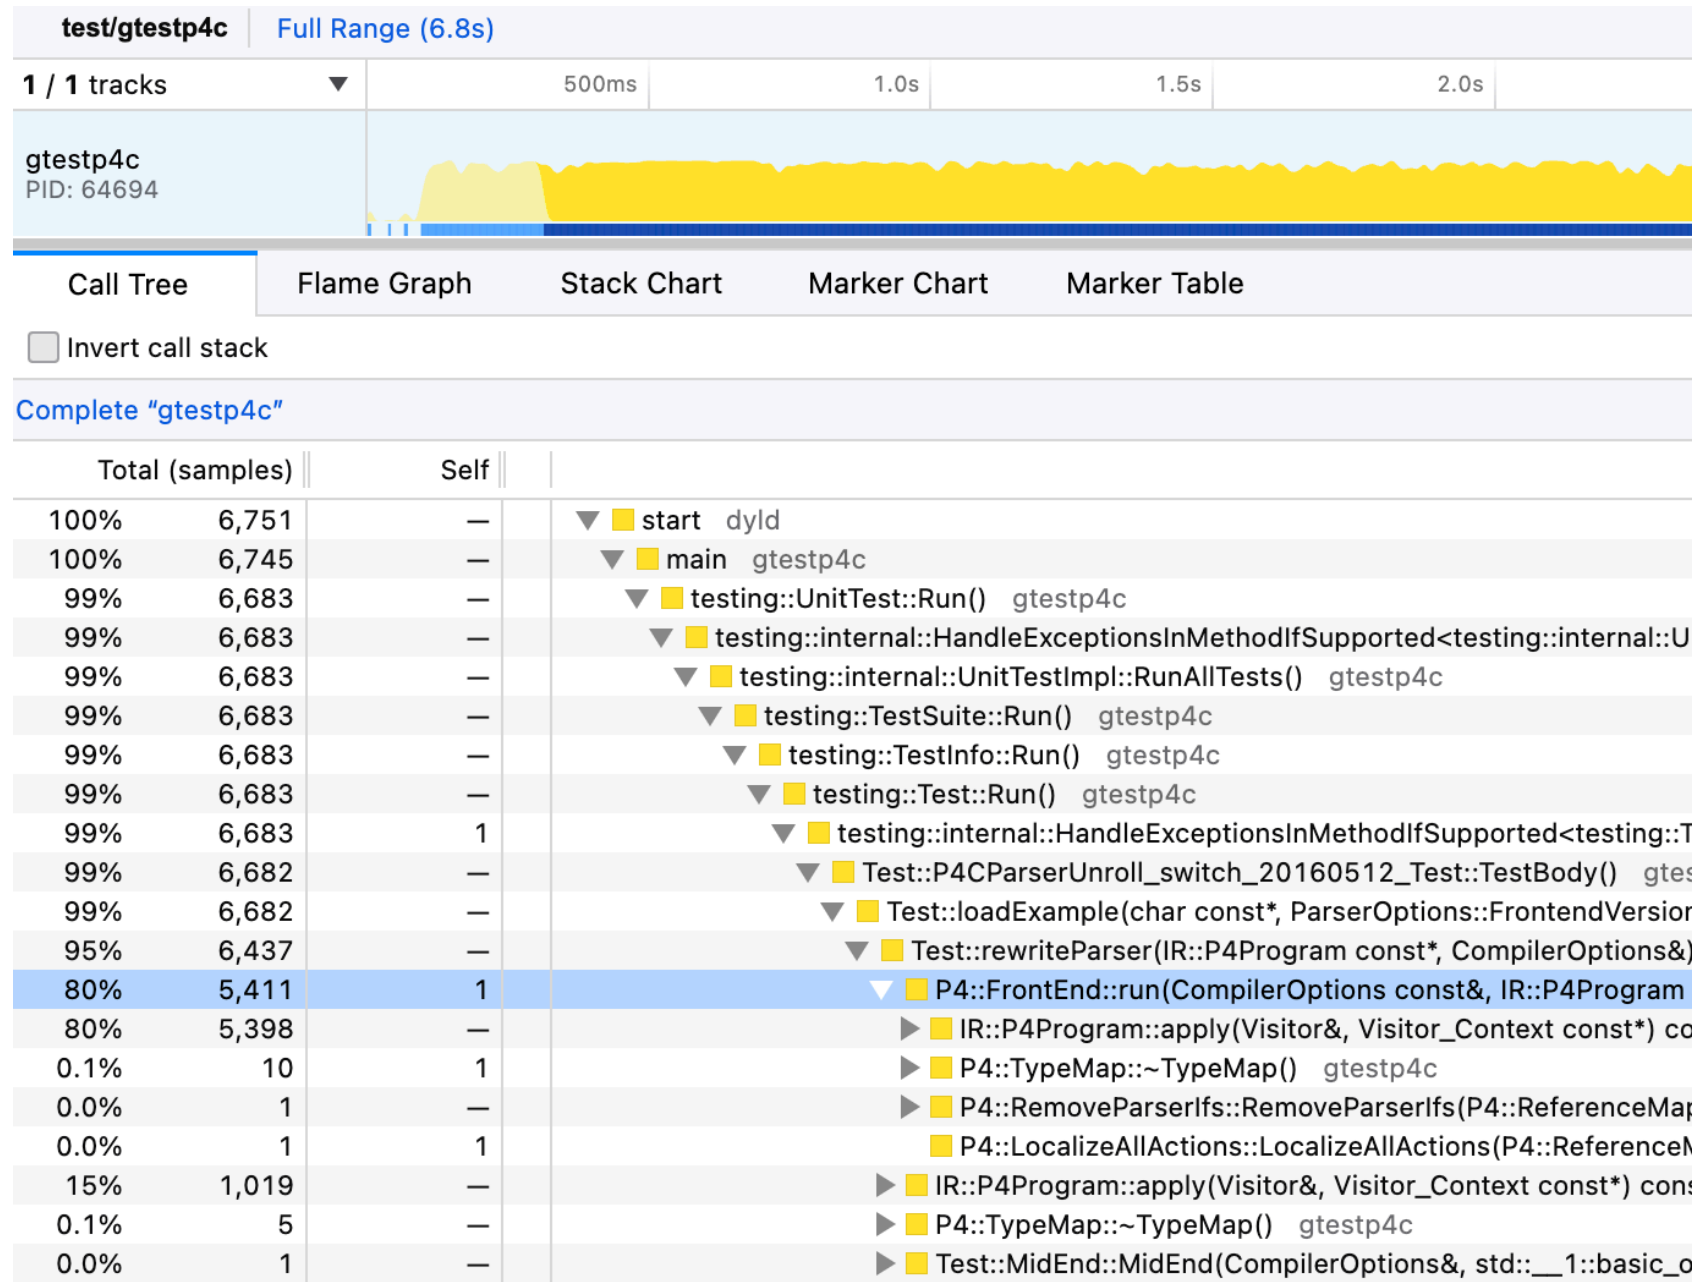 test/gtestp4c Full Range (6.8s)
1 / 1 tracks 500ms 1.0s 1.5s 2.0s
gtestp4c
PID: 64694
Call Tree Flame Graph Stack Chart Marker Chart Marker Table
Invert call stack
Complete “gtestp4c”
Total (samples) Self
100% 6,751 — start dyld
100% 6,745 — main gtestp4c
99% 6,683 — testing::UnitTest::Run() gtestp4c
99% 6,683 — testing::internal::HandleExceptionsInMethodIfSupported<testing::internal::U
99% 6,683 — testing::internal::UnitTestImpl::RunAllTests() gtestp4c
99% 6,683 — testing::TestSuite::Run() gtestp4c
99% 6,683 — testing::TestInfo::Run() gtestp4c
99% 6,683 — testing::Test::Run() gtestp4c
99% 6,683 1 testing::internal::HandleExceptionsInMethodIfSupported<testing::T
99% 6,682 — Test::P4CParserUnroll_switch_20160512_Test::TestBody() gtes
99% 6,682 — Test::loadExample(char const*, ParserOptions::FrontendVersion
95% 6,437 — Test::rewriteParser(IR::P4Program const*, CompilerOptions&)
80% 5,411 1 P4::FrontEnd::run(CompilerOptions const&, IR::P4Program
80% 5,398 — IR::P4Program::apply(Visitor&, Visitor_Context const*) co
0.1% 10 1 P4::TypeMap::~TypeMap() gtestp4c
0.0% 1 — P4::RemoveParserIfs::RemoveParserIfs(P4::ReferenceMap
0.0% 1 1 P4::LocalizeAllActions::LocalizeAllActions(P4::ReferenceM
15% 1,019 — IR::P4Program::apply(Visitor&, Visitor_Context const*) cons
0.1% 5 — P4::TypeMap::~TypeMap() gtestp4c
0.0% 1 — Test::MidEnd::MidEnd(CompilerOptions&, std::__1::basic_o